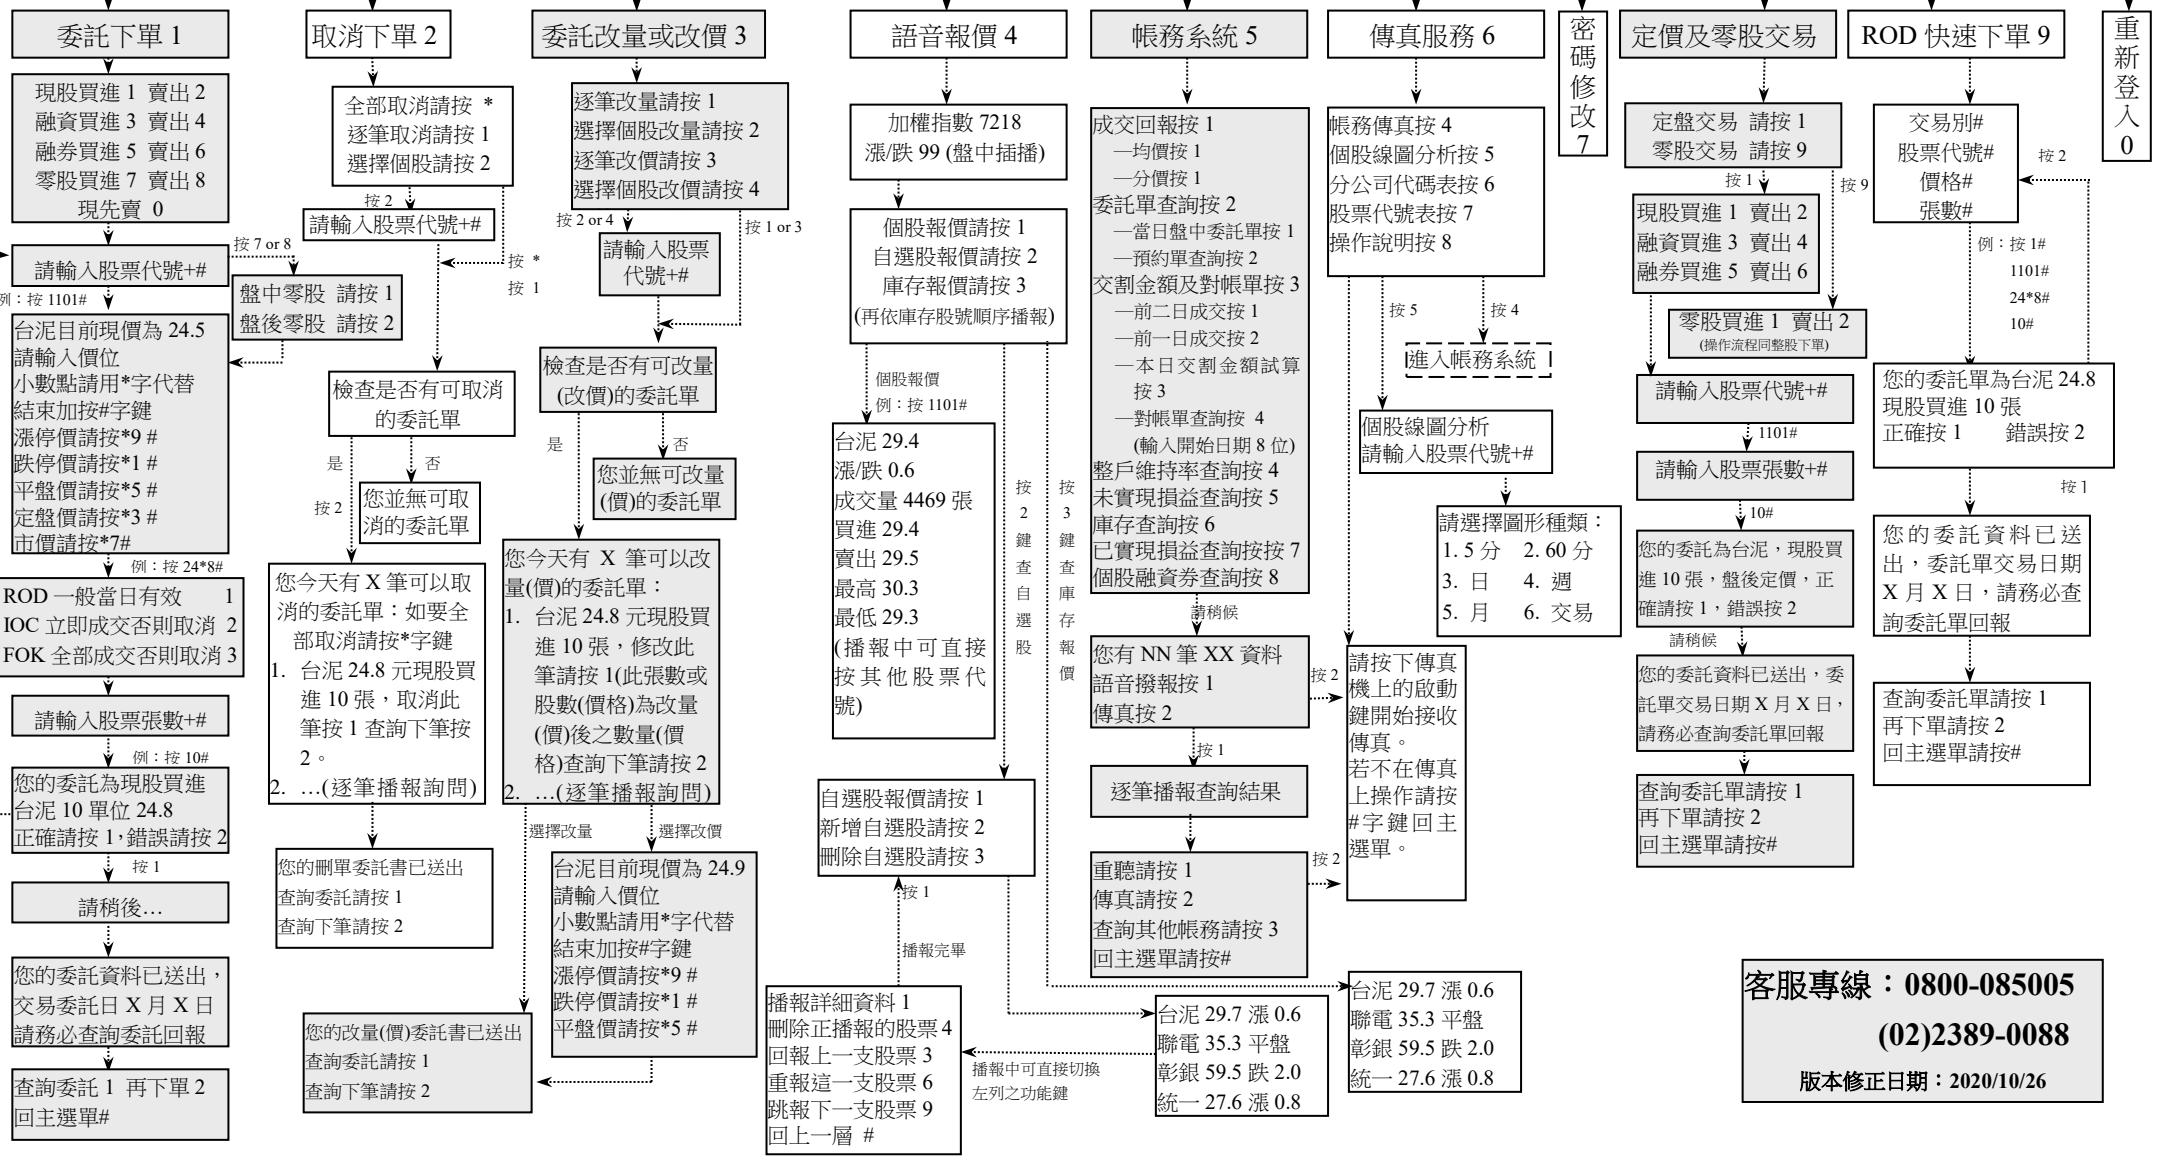 委託下單 1
現股買進 1 賣出 2
融資買進 3 賣出 4
融券買進 5 賣出 6
零股買進 7 賣出 8
現先賣 0
按 7 or 8
請輸入股票代號+#
例：按 1101#
盤中零股 請按 1
盤後零股 請按 2
台泥目前現價為 24.5
請輸入價位
小數點請用*字代替
結束加按#字鍵
漲停價請按*9 #
跌停價請按*1 #
平盤價請按*5 #
定盤價請按*3 #
市價請按*7#
例：按 24*8#
ROD 一般當日有效 1
IOC 立即成交否則取消 2
FOK 全部成交否則取消 3
請輸入股票張數+#
例：按 10#
您的委託為現股買進
台泥 10 單位 24.8
正確請按 1，錯誤請按 2
按 1
請稍後…
您的委託資料已送出，
交易委託日 X 月 X 日
請務必查詢委託回報
查詢委託 1 再下單 2
回主選單#
取消下單 2
全部取消請按 *
逐筆取消請按 1
選擇個股請按 2
按 2
請輸入股票代號+#
按 *
按 1
檢查是否有可取消
的委託單
是
否
按 2
您並無可取
消的委託單
您今天有 X 筆可以取
消的委託單：如要全
部取消請按*字鍵
1. 台泥 24.8 元現股買
進 10 張，取消此
筆按 1 查詢下筆按
2。
2. …(逐筆播報詢問)
您的刪單委託書已送出
查詢委託請按 1
查詢下筆請按 2
委託改量或改價 3
逐筆改量請按 1
選擇個股改量請按 2
逐筆改價請按 3
選擇個股改價請按 4
按 2 or 4
按 1 or 3
請輸入股票
代號+#
檢查是否有可改量
(改價)的委託單
是
否
您並無可改量
(價)的委託單
您今天有 X 筆可以改
量(價)的委託單：
1. 台泥 24.8 元現股買
進 10 張，修改此
筆請按 1(此張數或
股數(價格)為改量
(價)後之數量(價
格)查詢下筆請按 2
2. …(逐筆播報詢問)
選擇改量
選擇改價
台泥目前現價為 24.9
請輸入價位
小數點請用*字代替
結束加按#字鍵
漲停價請按*9 #
跌停價請按*1 #
平盤價請按*5 #
您的改量(價)委託書已送出
查詢委託請按 1
查詢下筆請按 2
語音報價 4
加權指數 7218
漲/跌 99 (盤中插播)
個股報價請按 1
自選股報價請按 2
庫存報價請按 3
(再依庫存股號順序播報)
個股報價
例：按 1101#
台泥 29.4
漲/跌 0.6
成交量 4469 張
買進 29.4
賣出 29.5
最高 30.3
最低 29.3
(播報中可直接
按其他股票代
號)
按2鍵查自選股
按3鍵查庫存報價
自選股報價請按 1
新增自選股請按 2
刪除自選股請按 3
按 1
播報完畢
播報詳細資料 1
刪除正播報的股票 4
回報上一支股票 3
重報這一支股票 6
跳報下一支股票 9
回上一層 #
播報中可直接切換
左列之功能鍵
台泥 29.7 漲 0.6
聯電 35.3 平盤
彰銀 59.5 跌 2.0
統一 27.6 漲 0.8
台泥 29.7 漲 0.6
聯電 35.3 平盤
彰銀 59.5 跌 2.0
統一 27.6 漲 0.8
帳務系統 5
成交回報按 1
—均價按 1
—分價按 1
委託單查詢按 2
—當日盤中委託單按 1
—預約單查詢按 2
交割金額及對帳單按 3
—前二日成交按 1
—前一日成交按 2
—本日交割金額試算
按 3
—對帳單查詢按 4
(輸入開始日期 8 位)
整戶維持率查詢按 4
未實現損益查詢按 5
庫存查詢按 6
已實現損益查詢按按 7
個股融資券查詢按 8
請稍候
您有 NN 筆 XX 資料
語音撥報按 1
傳真按 2
按 2
按 1
逐筆播報查詢結果
重聽請按 1
傳真請按 2
查詢其他帳務請按 3
回主選單請按#
按 2
傳真服務 6
帳務傳真按 4
個股線圖分析按 5
分公司代碼表按 6
股票代號表按 7
操作說明按 8
按 5
按 4
進入帳務系統
個股線圖分析
請輸入股票代號+#
請選擇圖形種類：
1. 5 分 2. 60 分
3. 日 4. 週
5. 月 6. 交易
請按下傳真
機上的啟動
鍵開始接收
傳真。
若不在傳真
上操作請按
#字鍵回主
選單。
密碼修改7
定價及零股交易
定盤交易 請按 1
零股交易 請按 9
按 1
按 9
現股買進 1 賣出 2
融資買進 3 賣出 4
融券買進 5 賣出 6
零股買進 1 賣出 2
(操作流程同整股下單)
請輸入股票代號+#
1101#
請輸入股票張數+#
10#
您的委託為台泥，現股買
進 10 張，盤後定價，正
確請按 1，錯誤按 2
請稍候
您的委託資料已送出，委
託單交易日期 X 月 X 日，
請務必查詢委託單回報
查詢委託單請按 1
再下單請按 2
回主選單請按#
ROD 快速下單 9
交易別#
股票代號#
價格#
張數#
按 2
例：按 1#
1101#
24*8#
10#
您的委託單為台泥 24.8
現股買進 10 張
正確按 1 錯誤按 2
按 1
您的委託資料已送
出，委託單交易日期
X 月 X 日，請務必查
詢委託單回報
查詢委託單請按 1
再下單請按 2
回主選單請按#
重新登入0
客服專線：0800-085005
(02)2389-0088
版本修正日期：2020/10/26